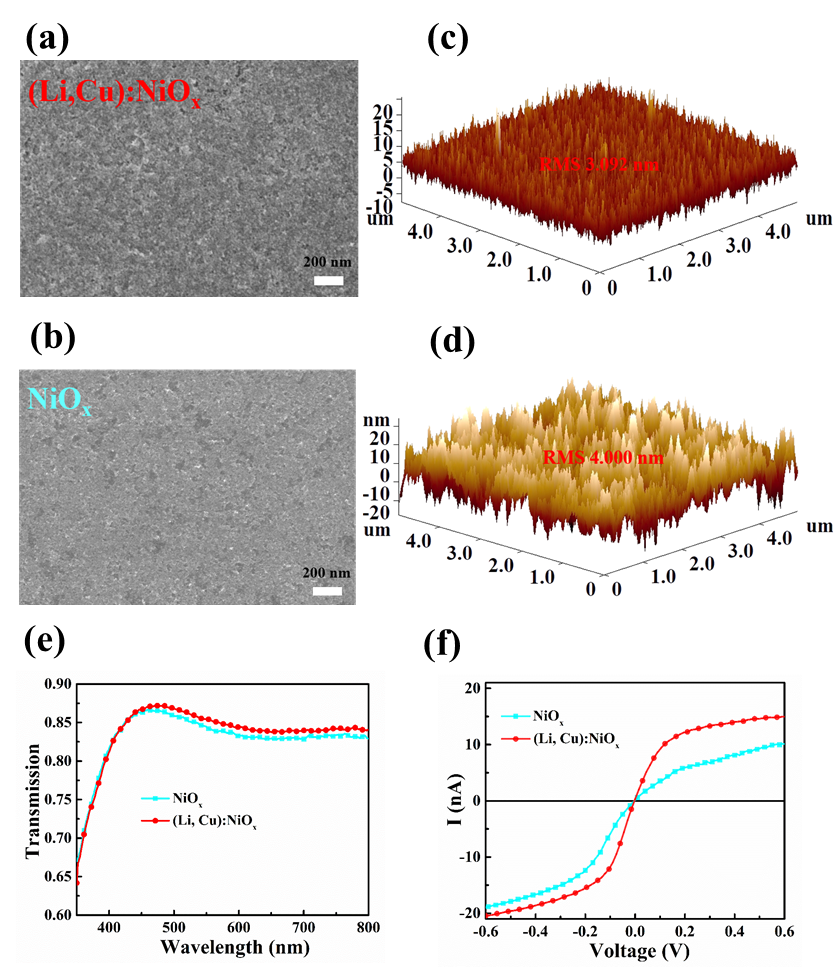 (a)
(Li,Cu):NiOx
200 nm
(c)
20
15
10
5
0
-5
-10
um
RMS 3.092 nm
4.0
3.0
2.0
1.0
0
0
1.0
2.0
3.0
4.0
um
(b)
NiOx
200 nm
(d)
nm
20
10
0
-10
-20
um
RMS 4.000 nm
4.0
3.0
2.0
1.0
0
0
1.0
2.0
3.0
4.0
um
(e)
0.90
0.85
0.80
0.75
0.70
0.65
0.60
Transmission
NiOx
(Li, Cu):NiOx
400
500
600
700
800
Wavelength (nm)
(f)
20
10
0
-10
-20
I (nA)
NiOx
(Li, Cu):NiOx
-0.6
-0.4
-0.2
0.0
0.2
0.4
0.6
Voltage (V)